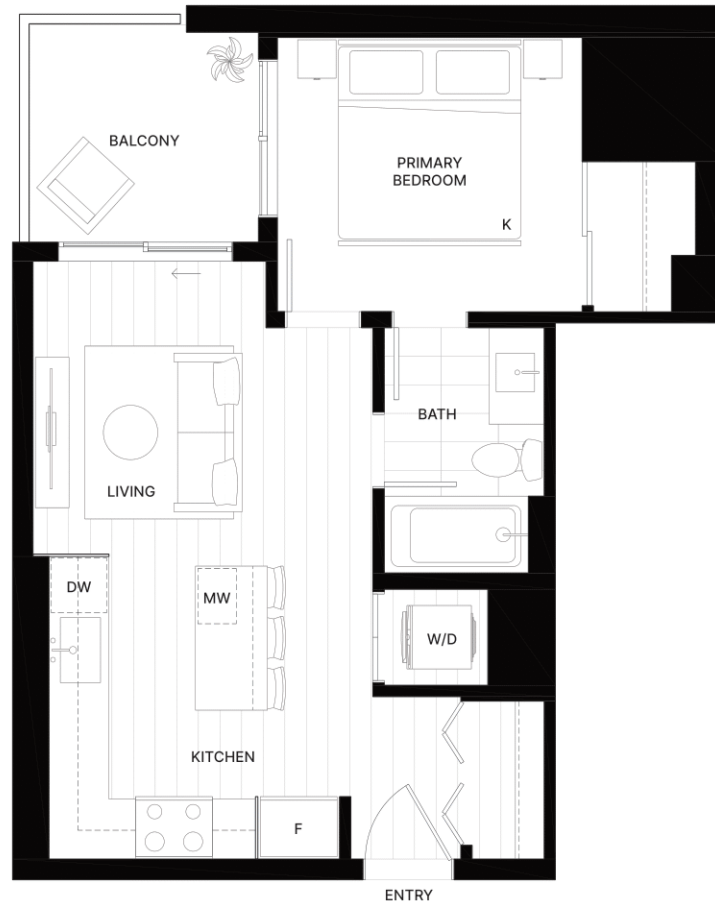 BALCONY
PRIMARY
BEDROOM
K
BATH
LIVING
DW
MW
W/D
KITCHEN
F
ENTRY